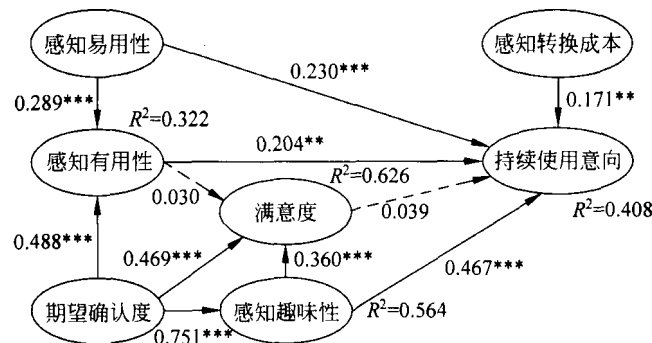 感知易用性
感知转换成本
0.230***
0.289***
0.171**
R²=0.322
感知有用性
0.204**
持续使用意向
R²=0.626
0.030
满意度
0.039
R²=0.408
0.488***
0.469***
0.360***
0.467***
期望确认度
感知趣味性
R²=0.564
0.751***